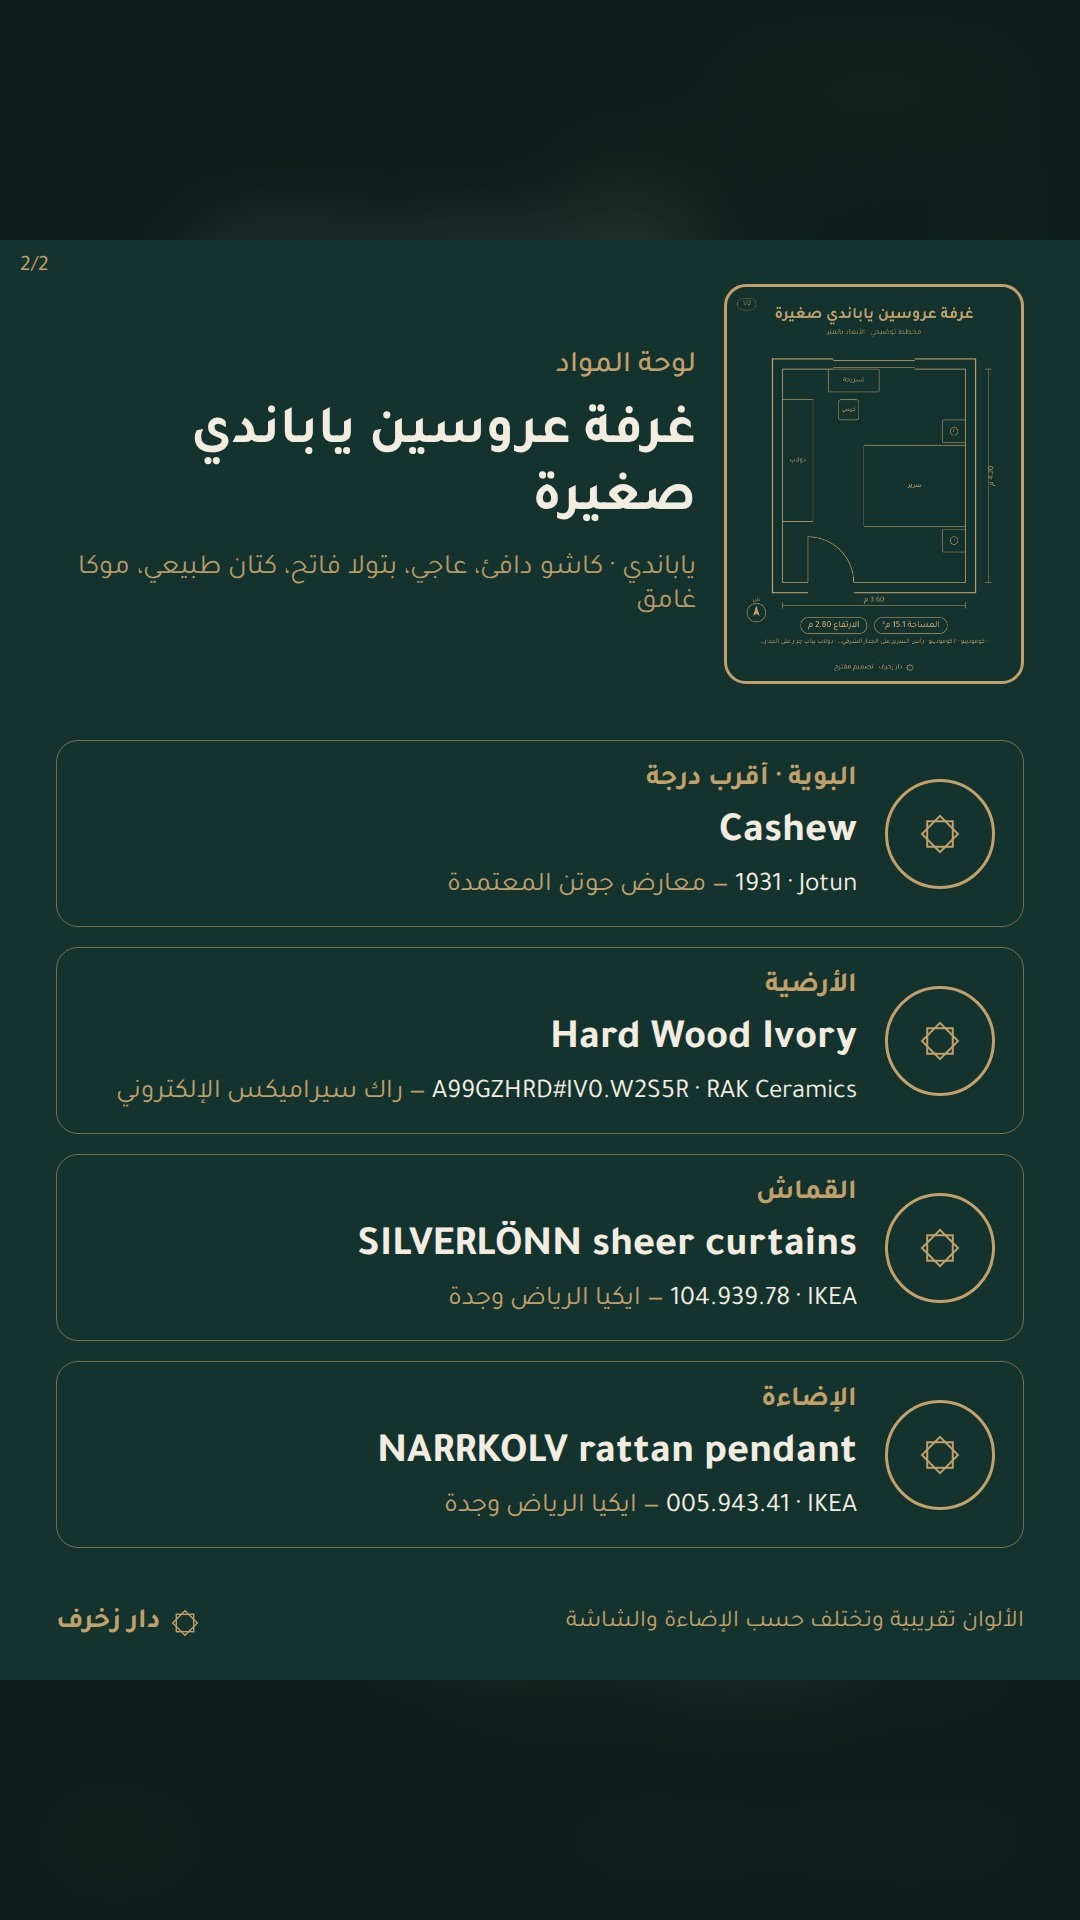 2/2
غرفة عروسين ياباندي صغيرة
مخطط توضيحي · الأبعاد بالمتر
1/2
تسريحة
كرسي
دولاب
سرير
4.20 م
3.60 م
ش
المساحة 15.1 م²
الارتفاع 2.80 م
دار زخرف · تصميم مقترح
لوحة المواد
غرفة عروسين ياباندي
صغيرة
ياباندي · كاشو دافئ، عاجي، بتولا فاتح، كتان طبيعي، موكا
غامق
البوية · أقرب درجة
Cashew
1931 · Jotun – معارض جوتن المعتمدة
الأرضية
Hard Wood Ivory
A99GZHRD#IV0.W2S5R · RAK Ceramics – راك سيراميكس الإلكتروني
القماش
SILVERLÖNN sheer curtains
104.939.78 · IKEA – ايكيا الرياض وجدة
الإضاءة
NARRKOLV rattan pendant
005.943.41 · IKEA – ايكيا الرياض وجدة
الألوان تقريبية وتختلف حسب الإضاءة والشاشة
دار زخرف